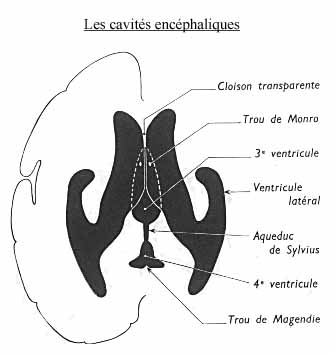 Les cavités encéphaliques
Cloison transparente
Trou de Monro
3e ventricule
Ventricule
latéral
Aqueduc
de Sylvius
4e ventricule
Trou de Magendie